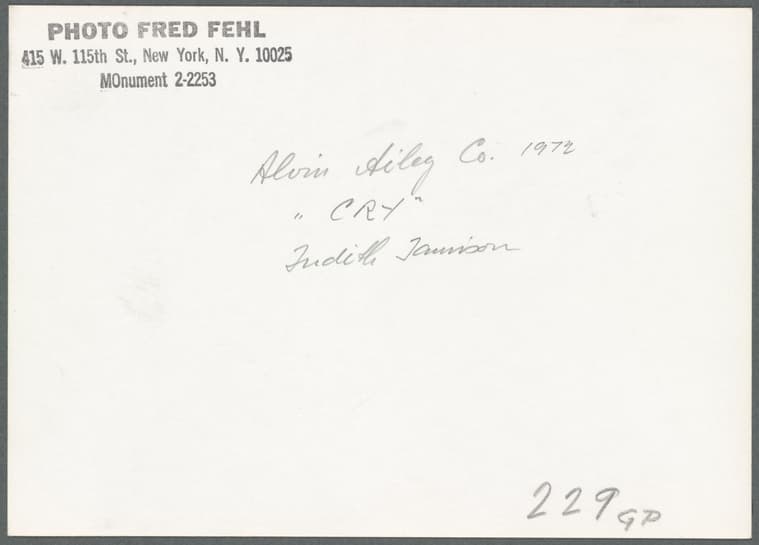 PHOTO FRED FEHL
415 W. 115th St., New York, N. Y. 10025
MOnument 2-2253
Alvin Ailey Co. 1972
"CRY"
Judith Jamison
229 GP